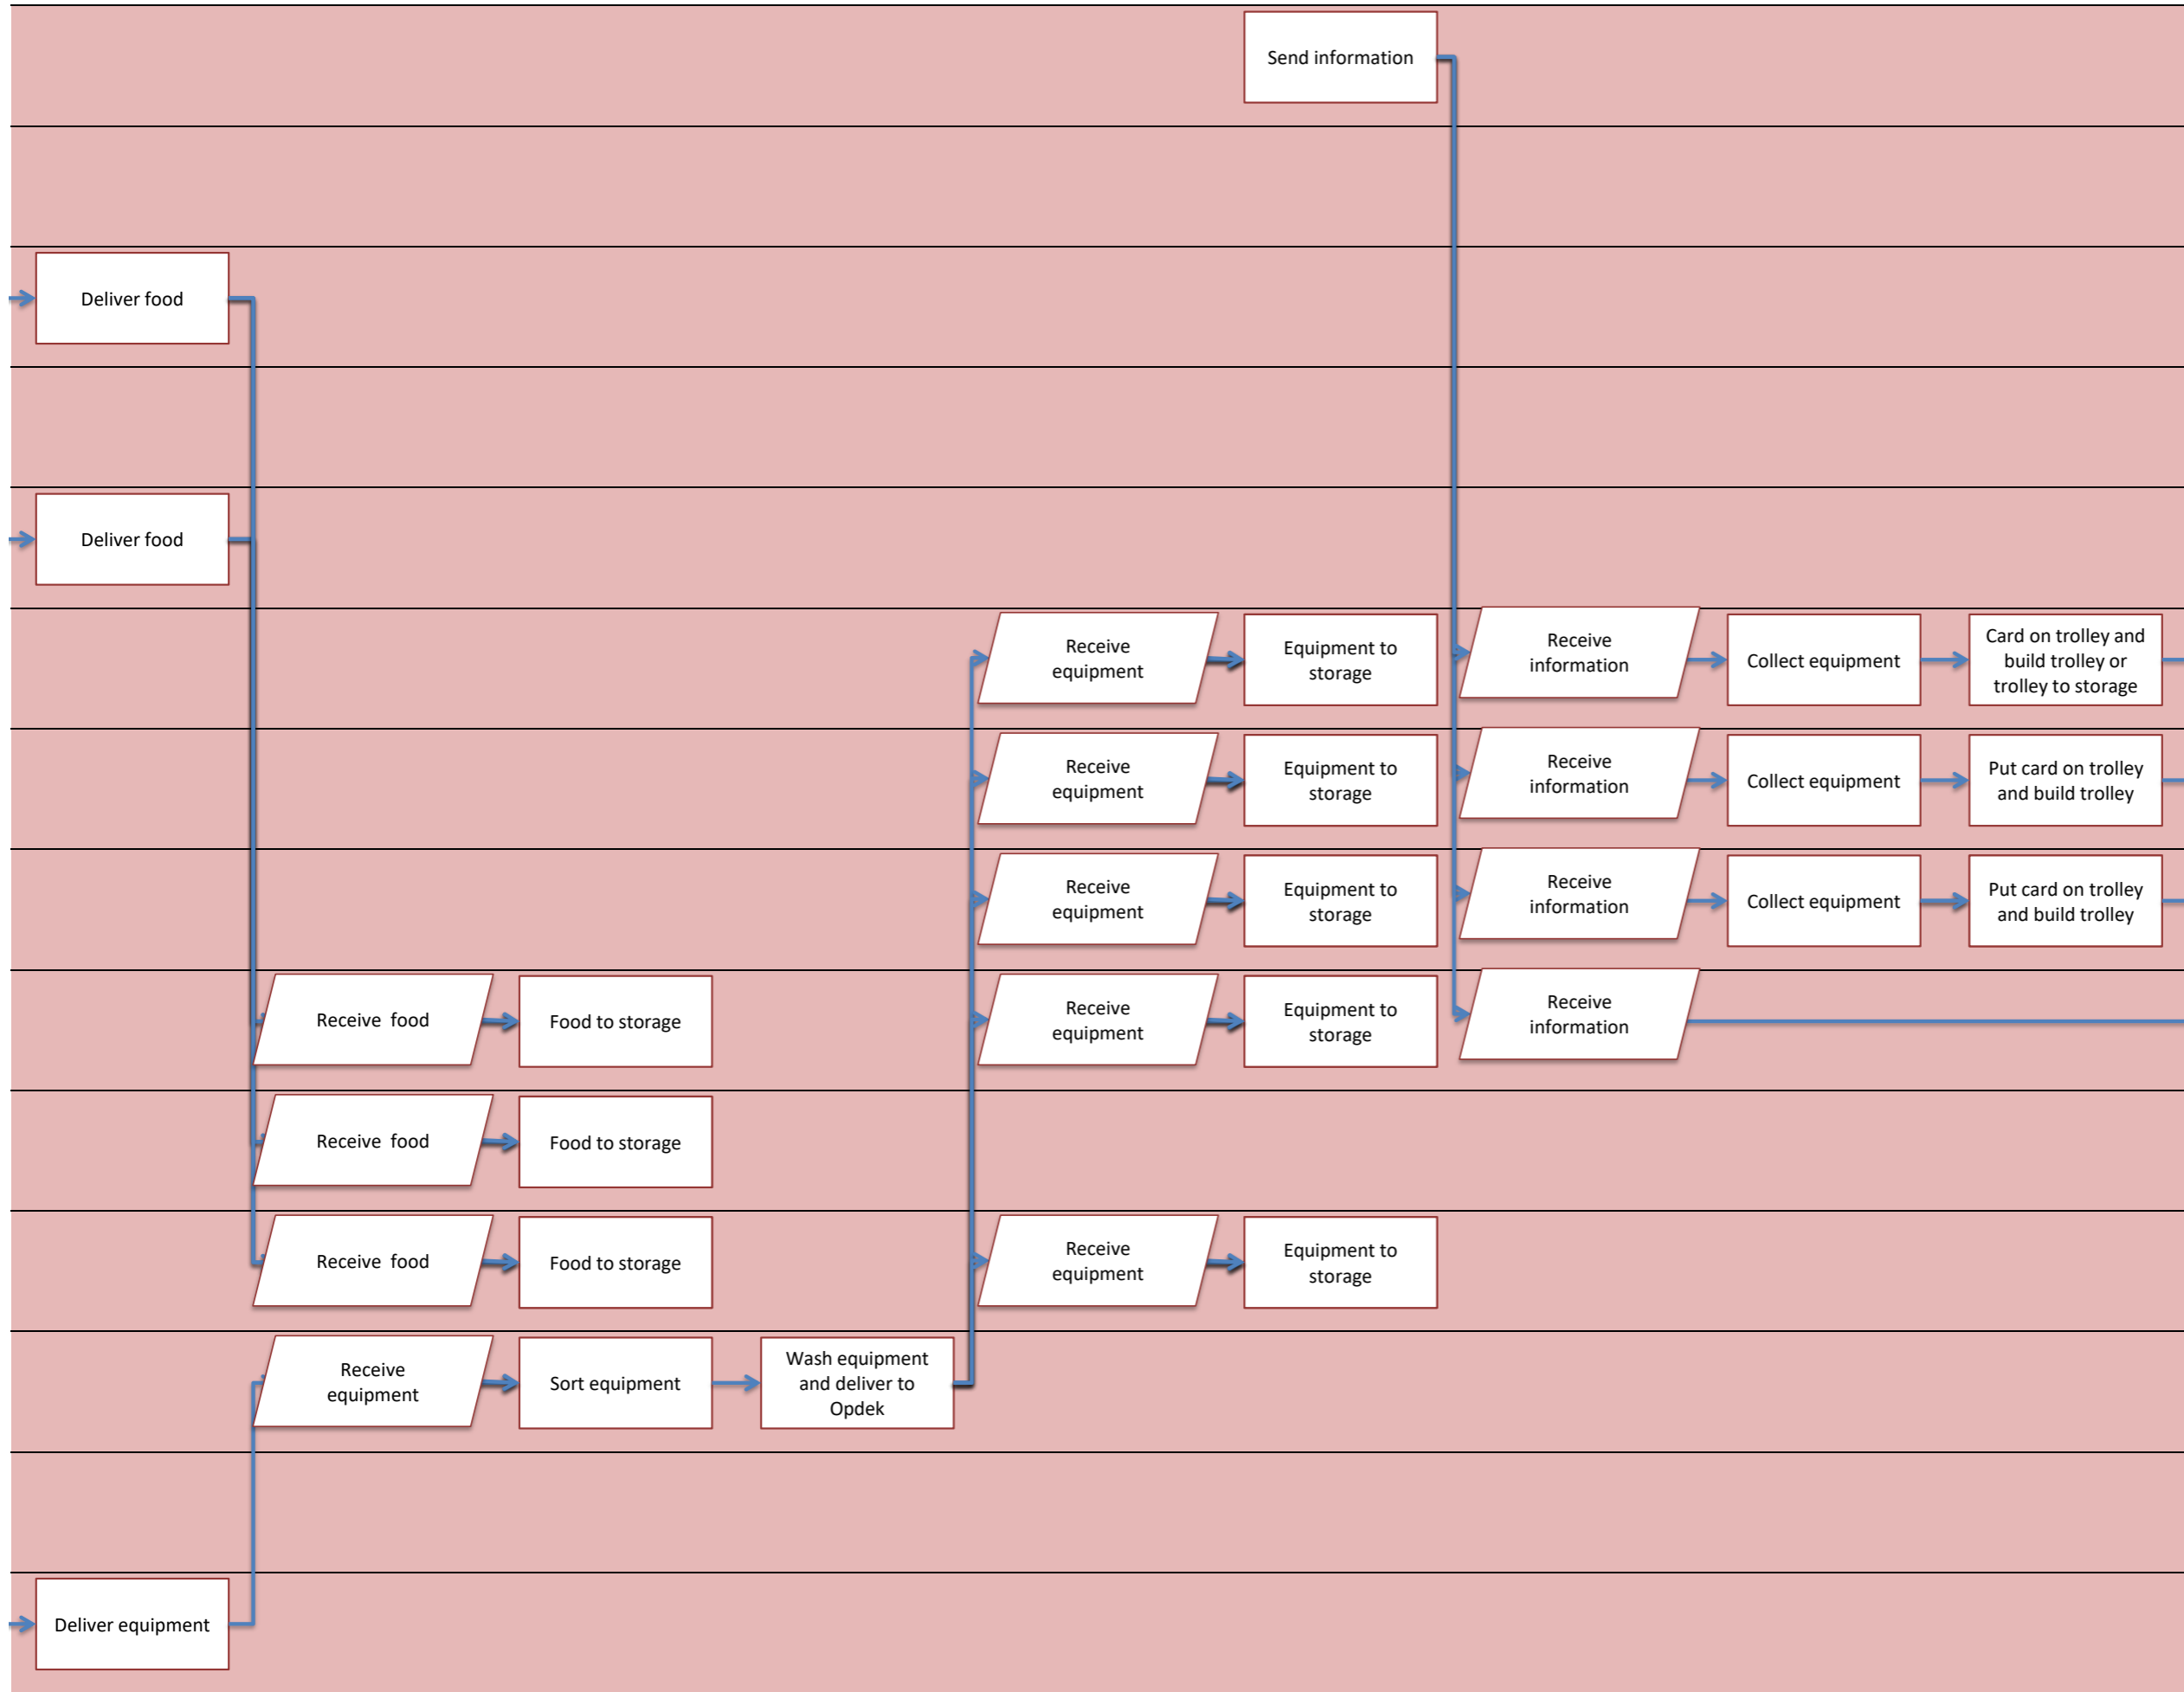 Send information
Deliver food
Deliver food
Receive
equipment
Equipment to
storage
Receive
information
Collect equipment
Card on trolley and
build trolley or
trolley to storage
Receive
equipment
Equipment to
storage
Receive
information
Collect equipment
Put card on trolley
and build trolley
Receive
equipment
Equipment to
storage
Receive
information
Collect equipment
Put card on trolley
and build trolley
Receive food
Food to storage
Receive
equipment
Equipment to
storage
Receive
information
Receive food
Food to storage
Receive food
Food to storage
Receive
equipment
Equipment to
storage
Receive
equipment
Sort equipment
Wash equipment
and deliver to
Opdek
Deliver equipment